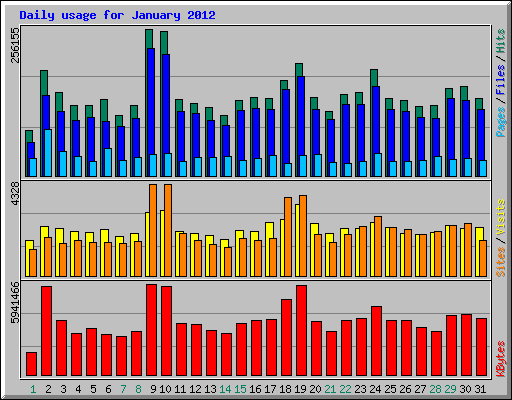 Daily usage for January 2012
256155
Pages / Files / Hits
4328
Sites / Visits
5941466
KBytes
1 2 3 4 5 6 7 8 9 10 11 12 13 14 15 16 17 18 19 20 21 22 23 24 25 26 27 28 29 30 31